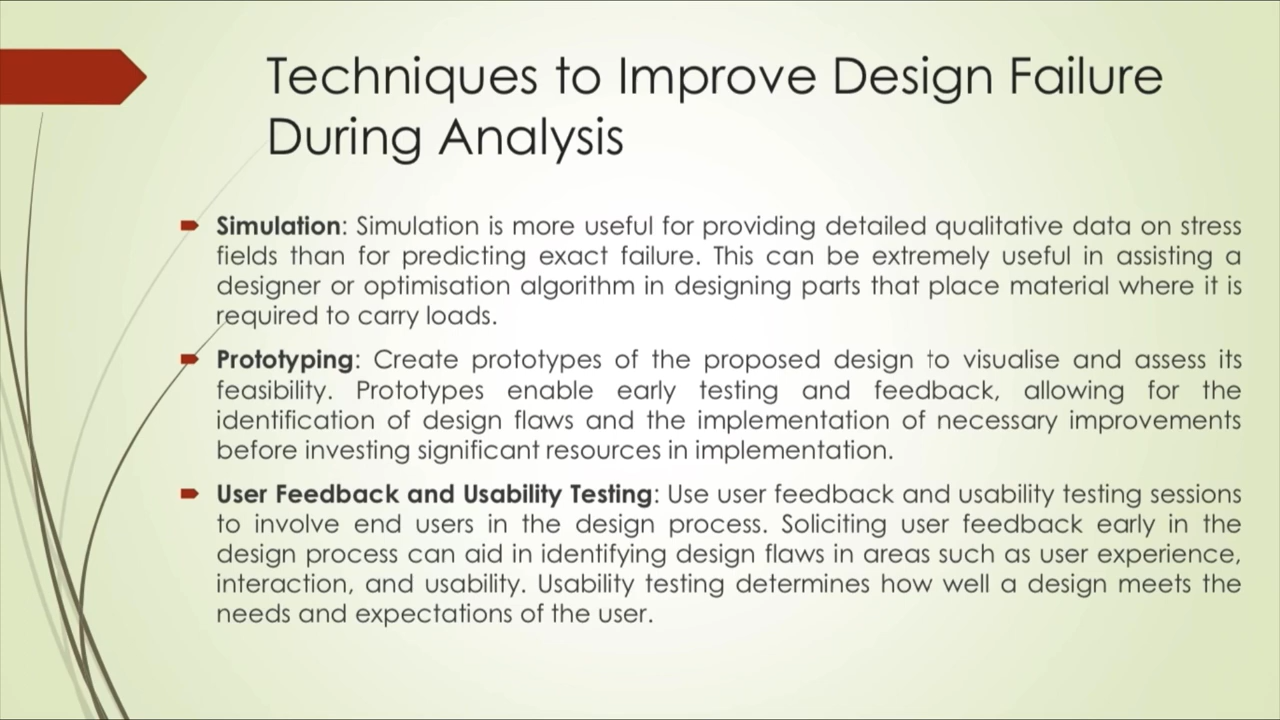 Techniques to Improve Design Failure
During Analysis
Simulation: Simulation is more useful for providing detailed qualitative data on stress
fields than for predicting exact failure. This can be extremely useful in assisting a
designer or optimisation algorithm in designing parts that place material where it is
required to carry loads.
Prototyping: Create prototypes of the proposed design to visualise and assess its
feasibility. Prototypes enable early testing and feedback, allowing for the
identification of design flaws and the implementation of necessary improvements
before investing significant resources in implementation.
User Feedback and Usability Testing: Use user feedback and usability testing sessions
to involve end users in the design process. Soliciting user feedback early in the
design process can aid in identifying design flaws in areas such as user experience,
interaction, and usability. Usability testing determines how well a design meets the
needs and expectations of the user.